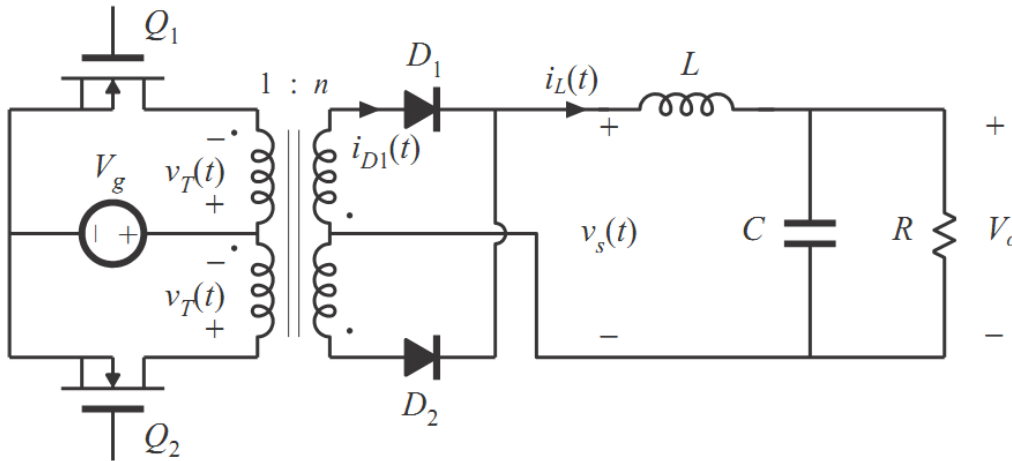 Q1
D1
L
iL(t)
1 : n
+
+
−
iD1(t)
vT(t)
Vg
+
− +
vs(t)
C
R
V
−
vT(t)
+
−
−
D2
Q2